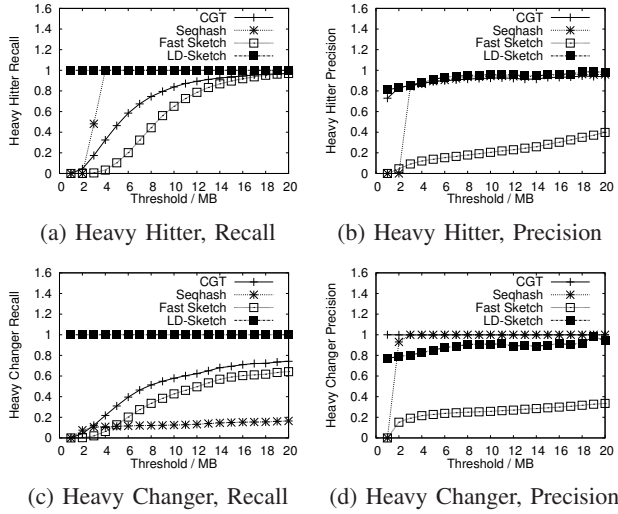 1.6
1.4
1.2
1
0.8
0.6
0.4
0.2
0
Heavy Hitter Recall
CGT
Seqhash
Fast Sketch
LD-Sketch
0 2 4 6 8 10 12 14 16 18 20
Threshold / MB
(a) Heavy Hitter, Recall
1.6
1.4
1.2
1
0.8
0.6
0.4
0.2
0
Heavy Hitter Precision
CGT
Seqhash
Fast Sketch
LD-Sketch
0 2 4 6 8 10 12 14 16 18 20
Threshold / MB
(b) Heavy Hitter, Precision
1.6
1.4
1.2
1
0.8
0.6
0.4
0.2
0
Heavy Changer Recall
CGT
Seqhash
Fast Sketch
LD-Sketch
0 2 4 6 8 10 12 14 16 18 20
Threshold / MB
(c) Heavy Changer, Recall
1.6
1.4
1.2
1
0.8
0.6
0.4
0.2
0
Heavy Changer Precision
CGT
Seqhash
Fast Sketch
LD-Sketch
0 2 4 6 8 10 12 14 16 18 20
Threshold / MB
(d) Heavy Changer, Precision